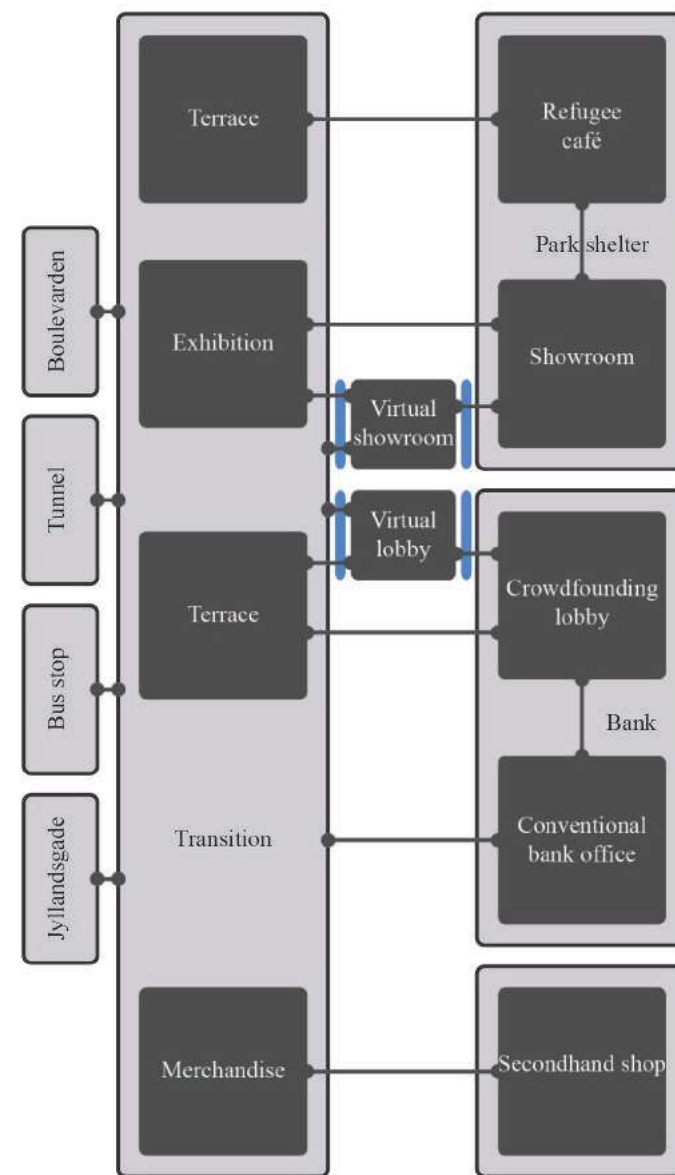 Terrace
Refugee
café
Boulevarden
Park shelter
Exhibition
Showroom
Virtual
showroom
Tunnel
Virtual
lobby
Terrace
Crowdfounding
lobby
Bus stop
Bank
Transition
Conventional
bank office
Jyllandsgade
Merchandise
Secondhand shop